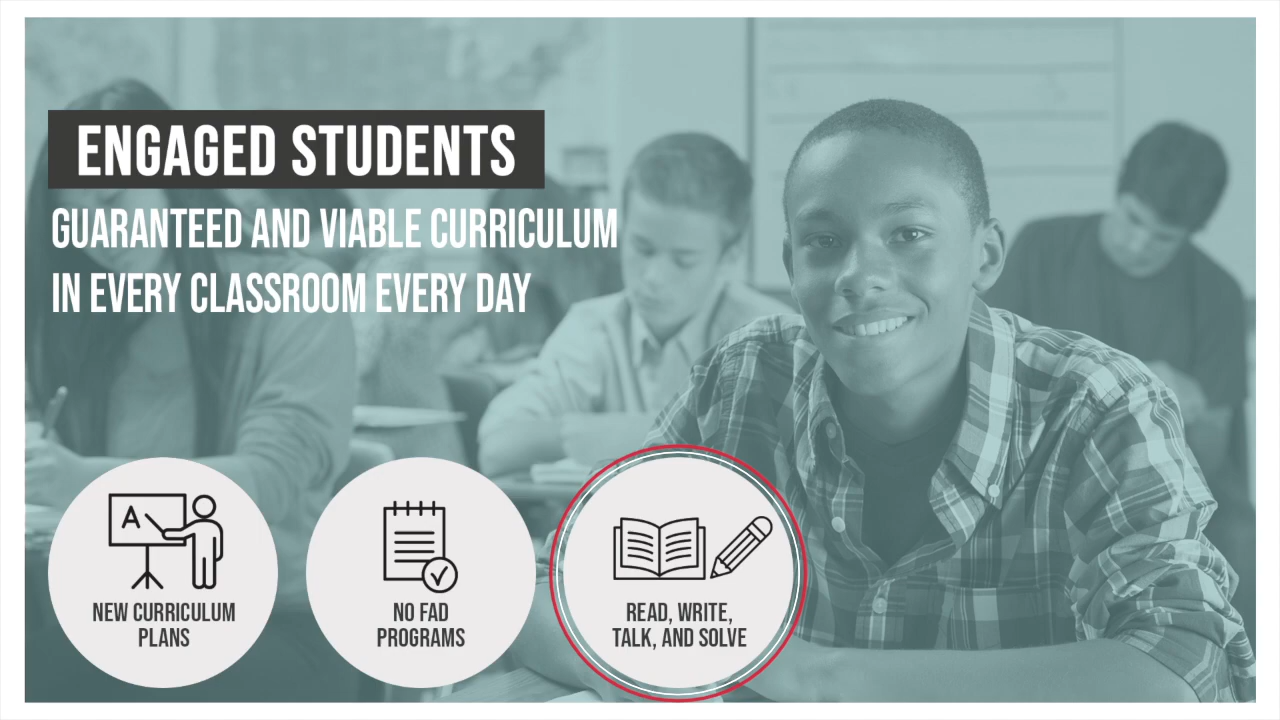 ENGAGED STUDENTS
GUARANTEED AND VIABLE CURRICULUM
IN EVERY CLASSROOM EVERY DAY
A
NEW CURRICULUM
PLANS
NO FAD
PROGRAMS
READ, WRITE,
TALK, AND SOLVE